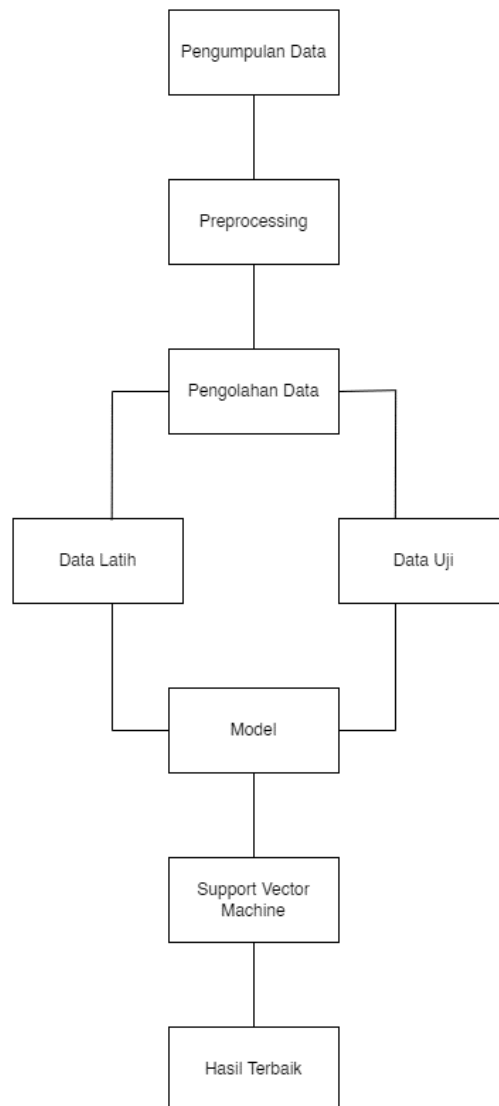 Pengumpulan Data
Preprocessing
Pengolahan Data
Data Latih
Data Uji
Model
Support Vector
Machine
Hasil Terbaik